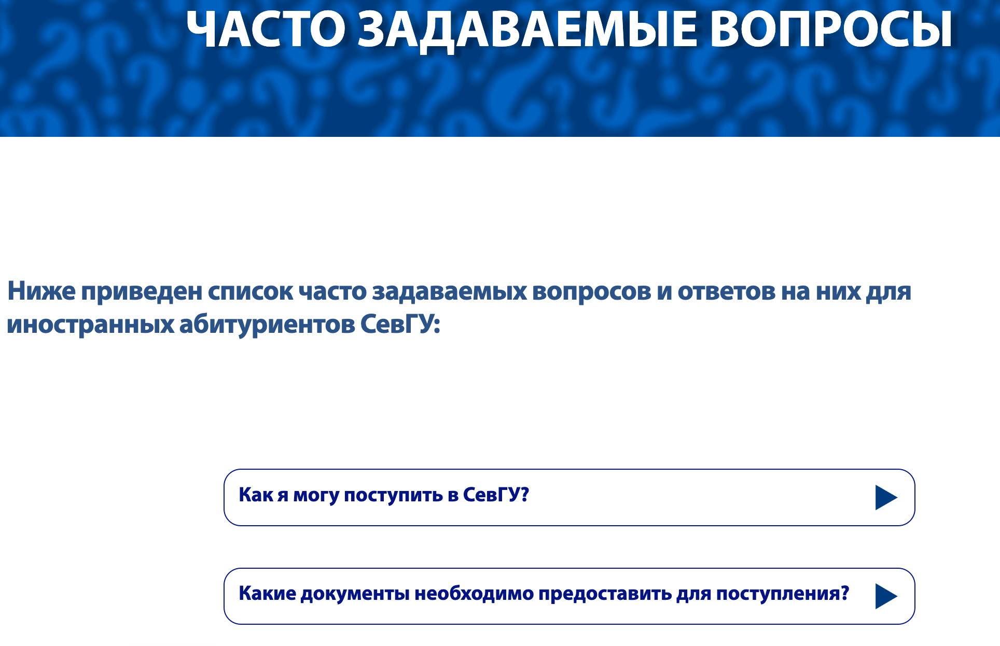 ЧАСТО ЗАДАВАЕМЫЕ ВОПРОСЫ
Ниже приведен список часто задаваемых вопросов и ответов на них для
иностранных абитуриентов СевГУ:
Как я могу поступить в СевГУ?
Какие документы необходимо предоставить для поступления?